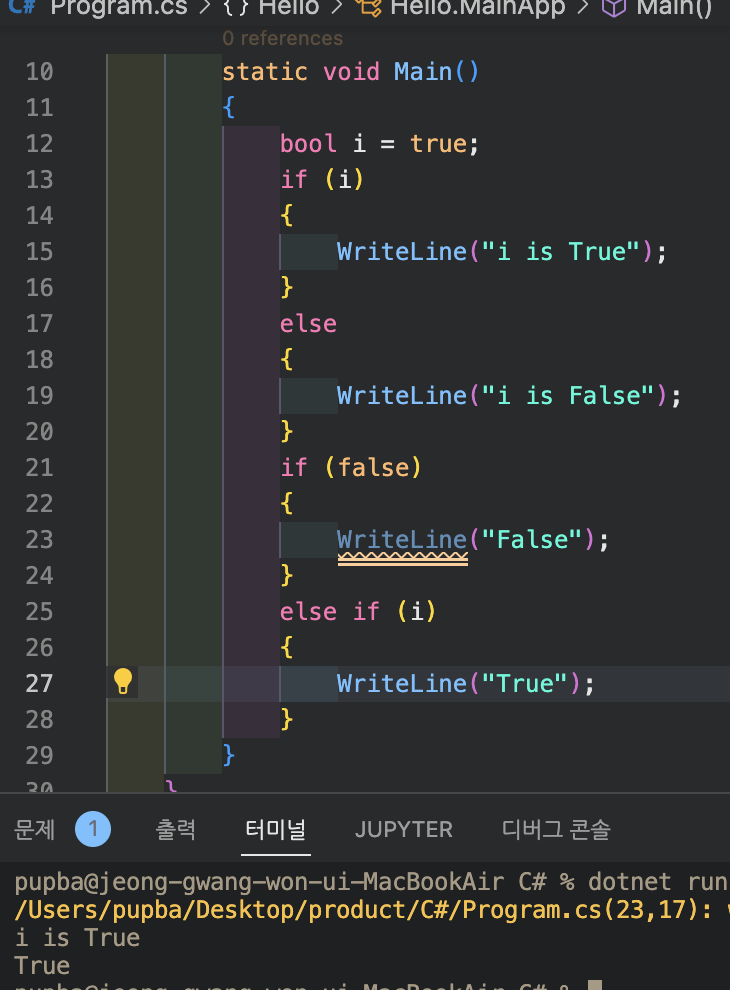 C# Program.cs > {} Hello > Hello.MainApp > Main()
0 references
10 static void Main()
11 {
12 bool i = true;
13 if (i)
14 {
15 WriteLine("i is True");
16 }
17 else
18 {
19 WriteLine("i is False");
20 }
21 if (false)
22 {
23 WriteLine("False");
24 }
25 else if (i)
26 {
27 WriteLine("True");
28 }
29 }
30 }
문제 1 출력 터미널 JUPYTER 디버그 콘솔
pupba@jeong-gwang-won-ui-MacBookAir C# % dotnet run
/Users/pupba/Desktop/product/C#/Program.cs(23,17):
i is True
True
pupba@jeong-gwang-won-ui-MacBookAir C# %